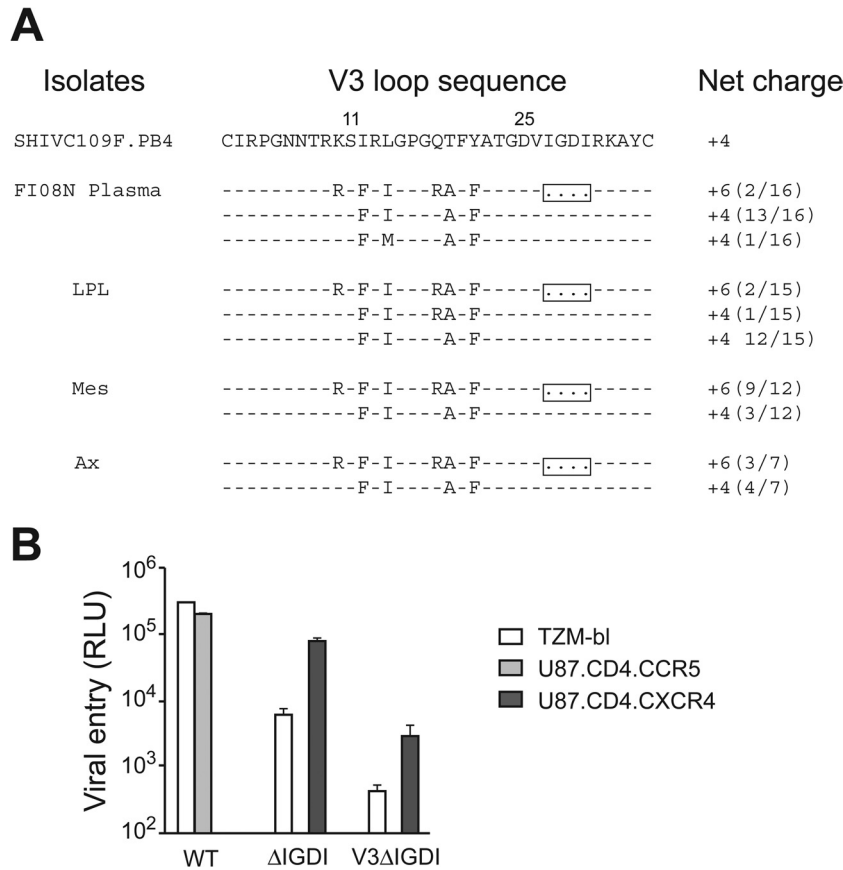 A
Isolates V3 loop sequence Net charge
11 25
SHIVC109F.PB4 CIRPGNNTRKSIRLGPGQTFYATGDVIGDIRKAYC +4
FI08N Plasma ---------R-F-I---RA-F-----....----- +6(2/16)
-----------F-I----A-F-------------- +4(13/16)
-----------F-M----A-F-------------- +4(1/16)
LPL ---------R-F-I---RA-F-----....----- +6(2/15)
-----------F-I---RA-F-------------- +4(1/15)
-----------F-I----A-F-------------- +4 12/15)
Mes ---------R-F-I---RA-F-----....----- +6(9/12)
-----------F-I----A-F-------------- +4(3/12)
Ax ---------R-F-I---RA-F-----....----- +6(3/7)
-----------F-I----A-F-------------- +4(4/7)
B
Viral entry (RLU)
10⁶
10⁵
10⁴
10³
10²
WT ΔIGDI V3ΔIGDI
TZM-bl
U87.CD4.CCR5
U87.CD4.CXCR4